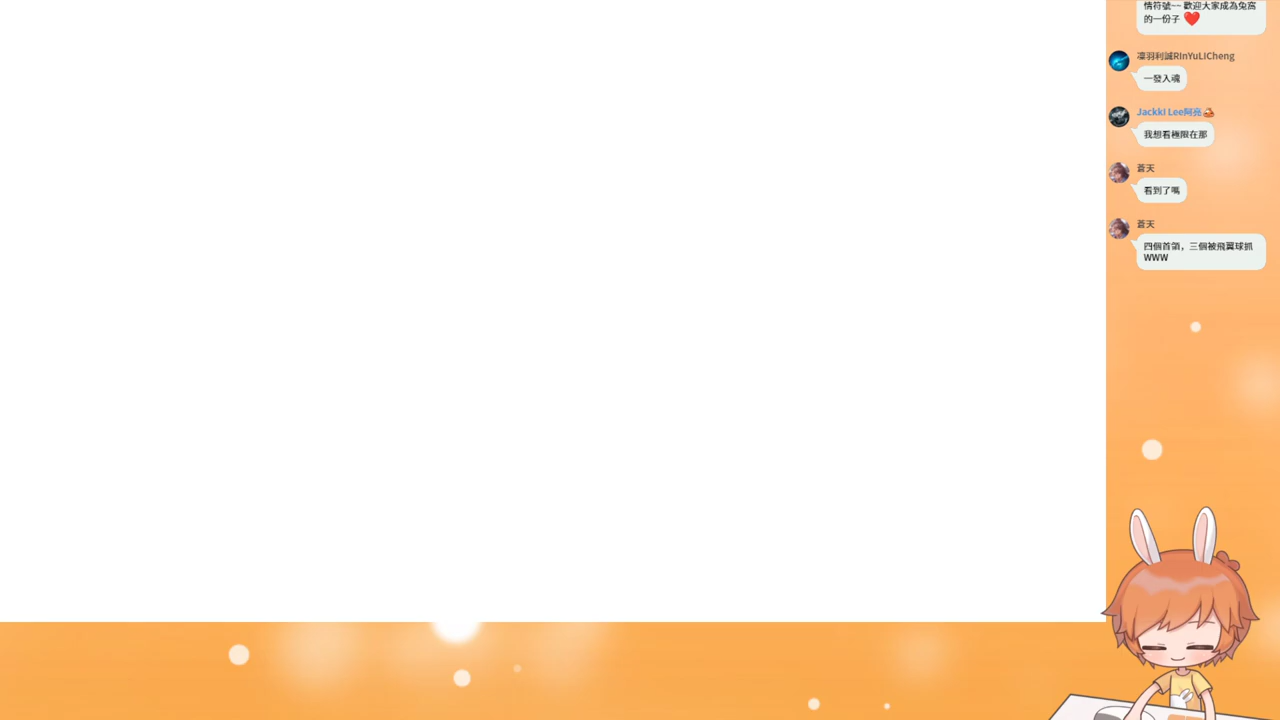 情符號~~ 歡迎大家成為兔窩
的一份子
凜羽利誠RInYuLiCheng
一發入魂
JackkI Lee阿亮
我想看極限在那
蒼天
看到了嗎
蒼天
四個首領，三個被飛翼球抓
WWW